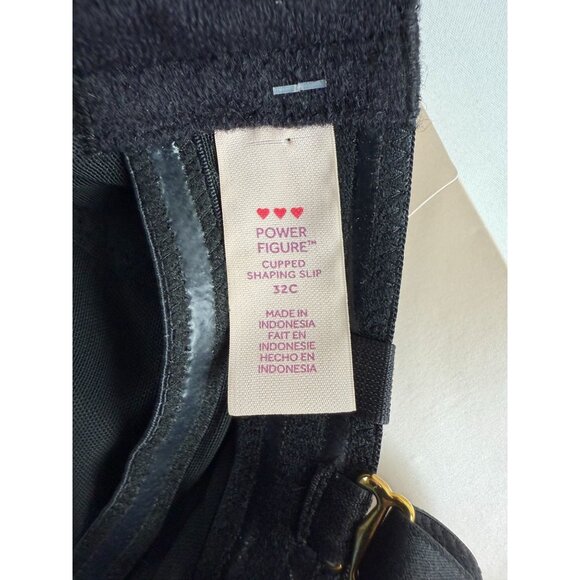 POWER
FIGURE™
CUPPED
SHAPING SLIP
32C
MADE IN
INDONESIA
FAIT EN
INDONESIE
HECHO EN
INDONESIA